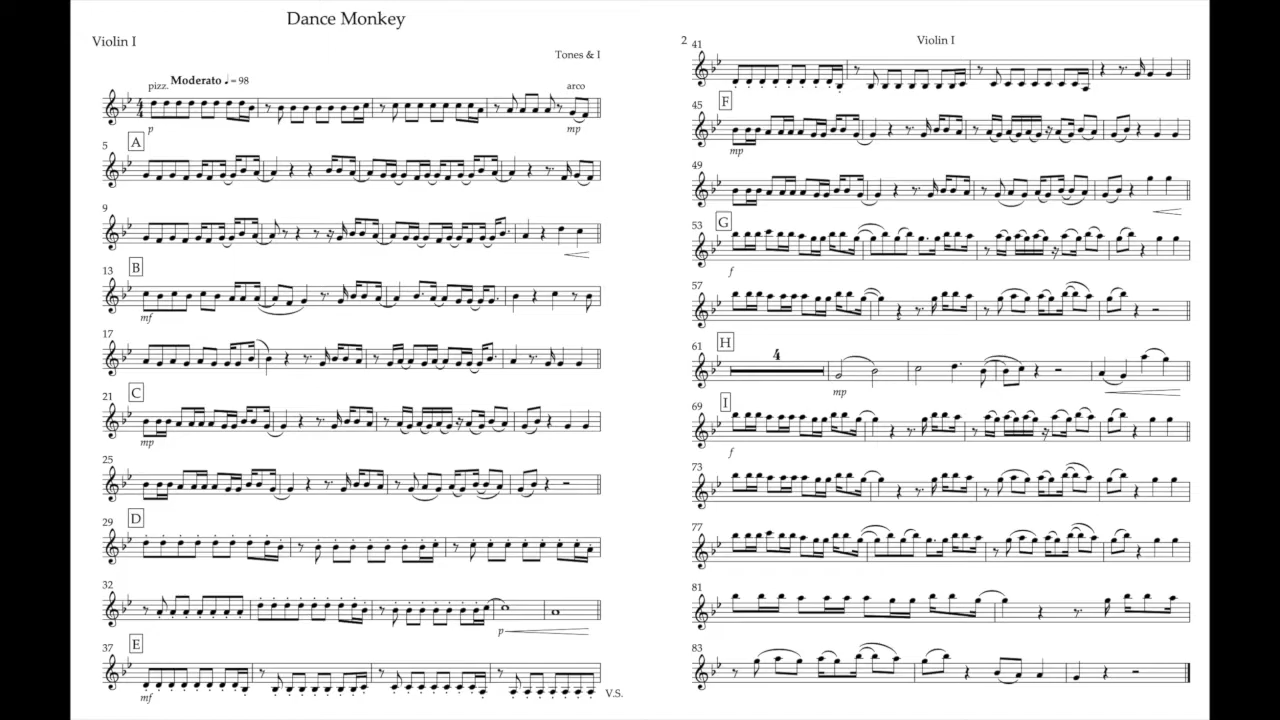 Dance Monkey
Violin I
Tones & I
Moderato ♩ = 98
pizz.
arco
p
mp
A
5
9
B
13
mf
17
C
21
mp
25
D
29
32
p
E
37
mf
V.S.
2
Violin I
41
F
45
mp
49
G
53
f
57
H
61
4
mp
I
69
f
73
77
81
83